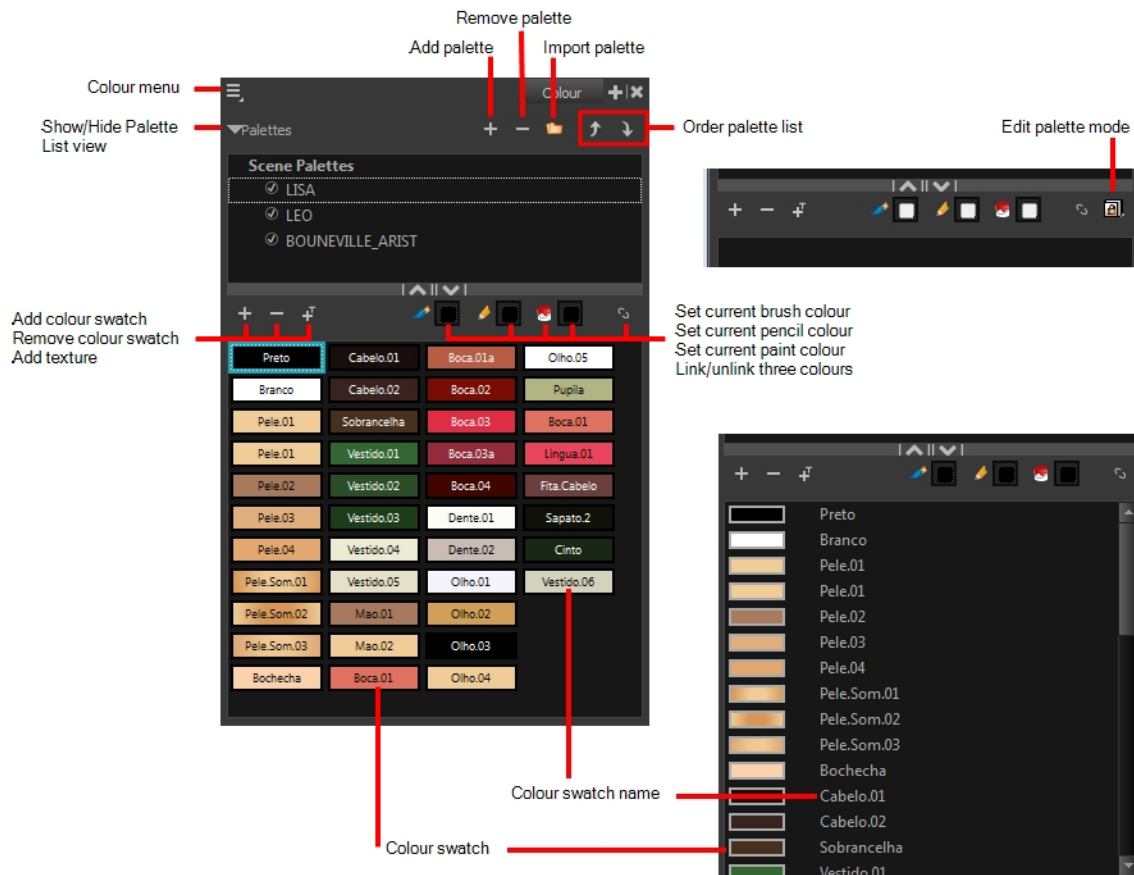 Remove palette
Add palette
Import palette
Colour menu
Colour
Show/Hide Palette
List view
Palettes
Order palette list
Edit palette mode
Scene Palettes
LISA
LEO
BOUNEVILLE_ARIST
Add colour swatch
Remove colour swatch
Add texture
Set current brush colour
Set current pencil colour
Set current paint colour
Link/unlink three colours
Preto Cabelo.01 Boca.01a Olho.05
Branco Cabelo.02 Boca.02 Pupila
Pele.01 Sobrancelha Boca.03 Boca.01
Pele.01 Vestido.01 Boca.03a Lingua.01
Pele.02 Vestido.02 Boca.04 Fita.Cabelo
Pele.03 Vestido.03 Dente.01 Sapato.2
Pele.04 Vestido.04 Dente.02 Cinto
Pele.Som.01 Vestido.05 Olho.01 Vestido.06
Pele.Som.02 Mao.01 Olho.02
Pele.Som.03 Mao.02 Olho.03
Bochecha Boca.01 Olho.04
Preto
Branco
Pele.01
Pele.01
Pele.02
Pele.03
Pele.04
Pele.Som.01
Pele.Som.02
Pele.Som.03
Bochecha
Cabelo.01
Cabelo.02
Sobrancelha
Vestido.01
Colour swatch name
Colour swatch